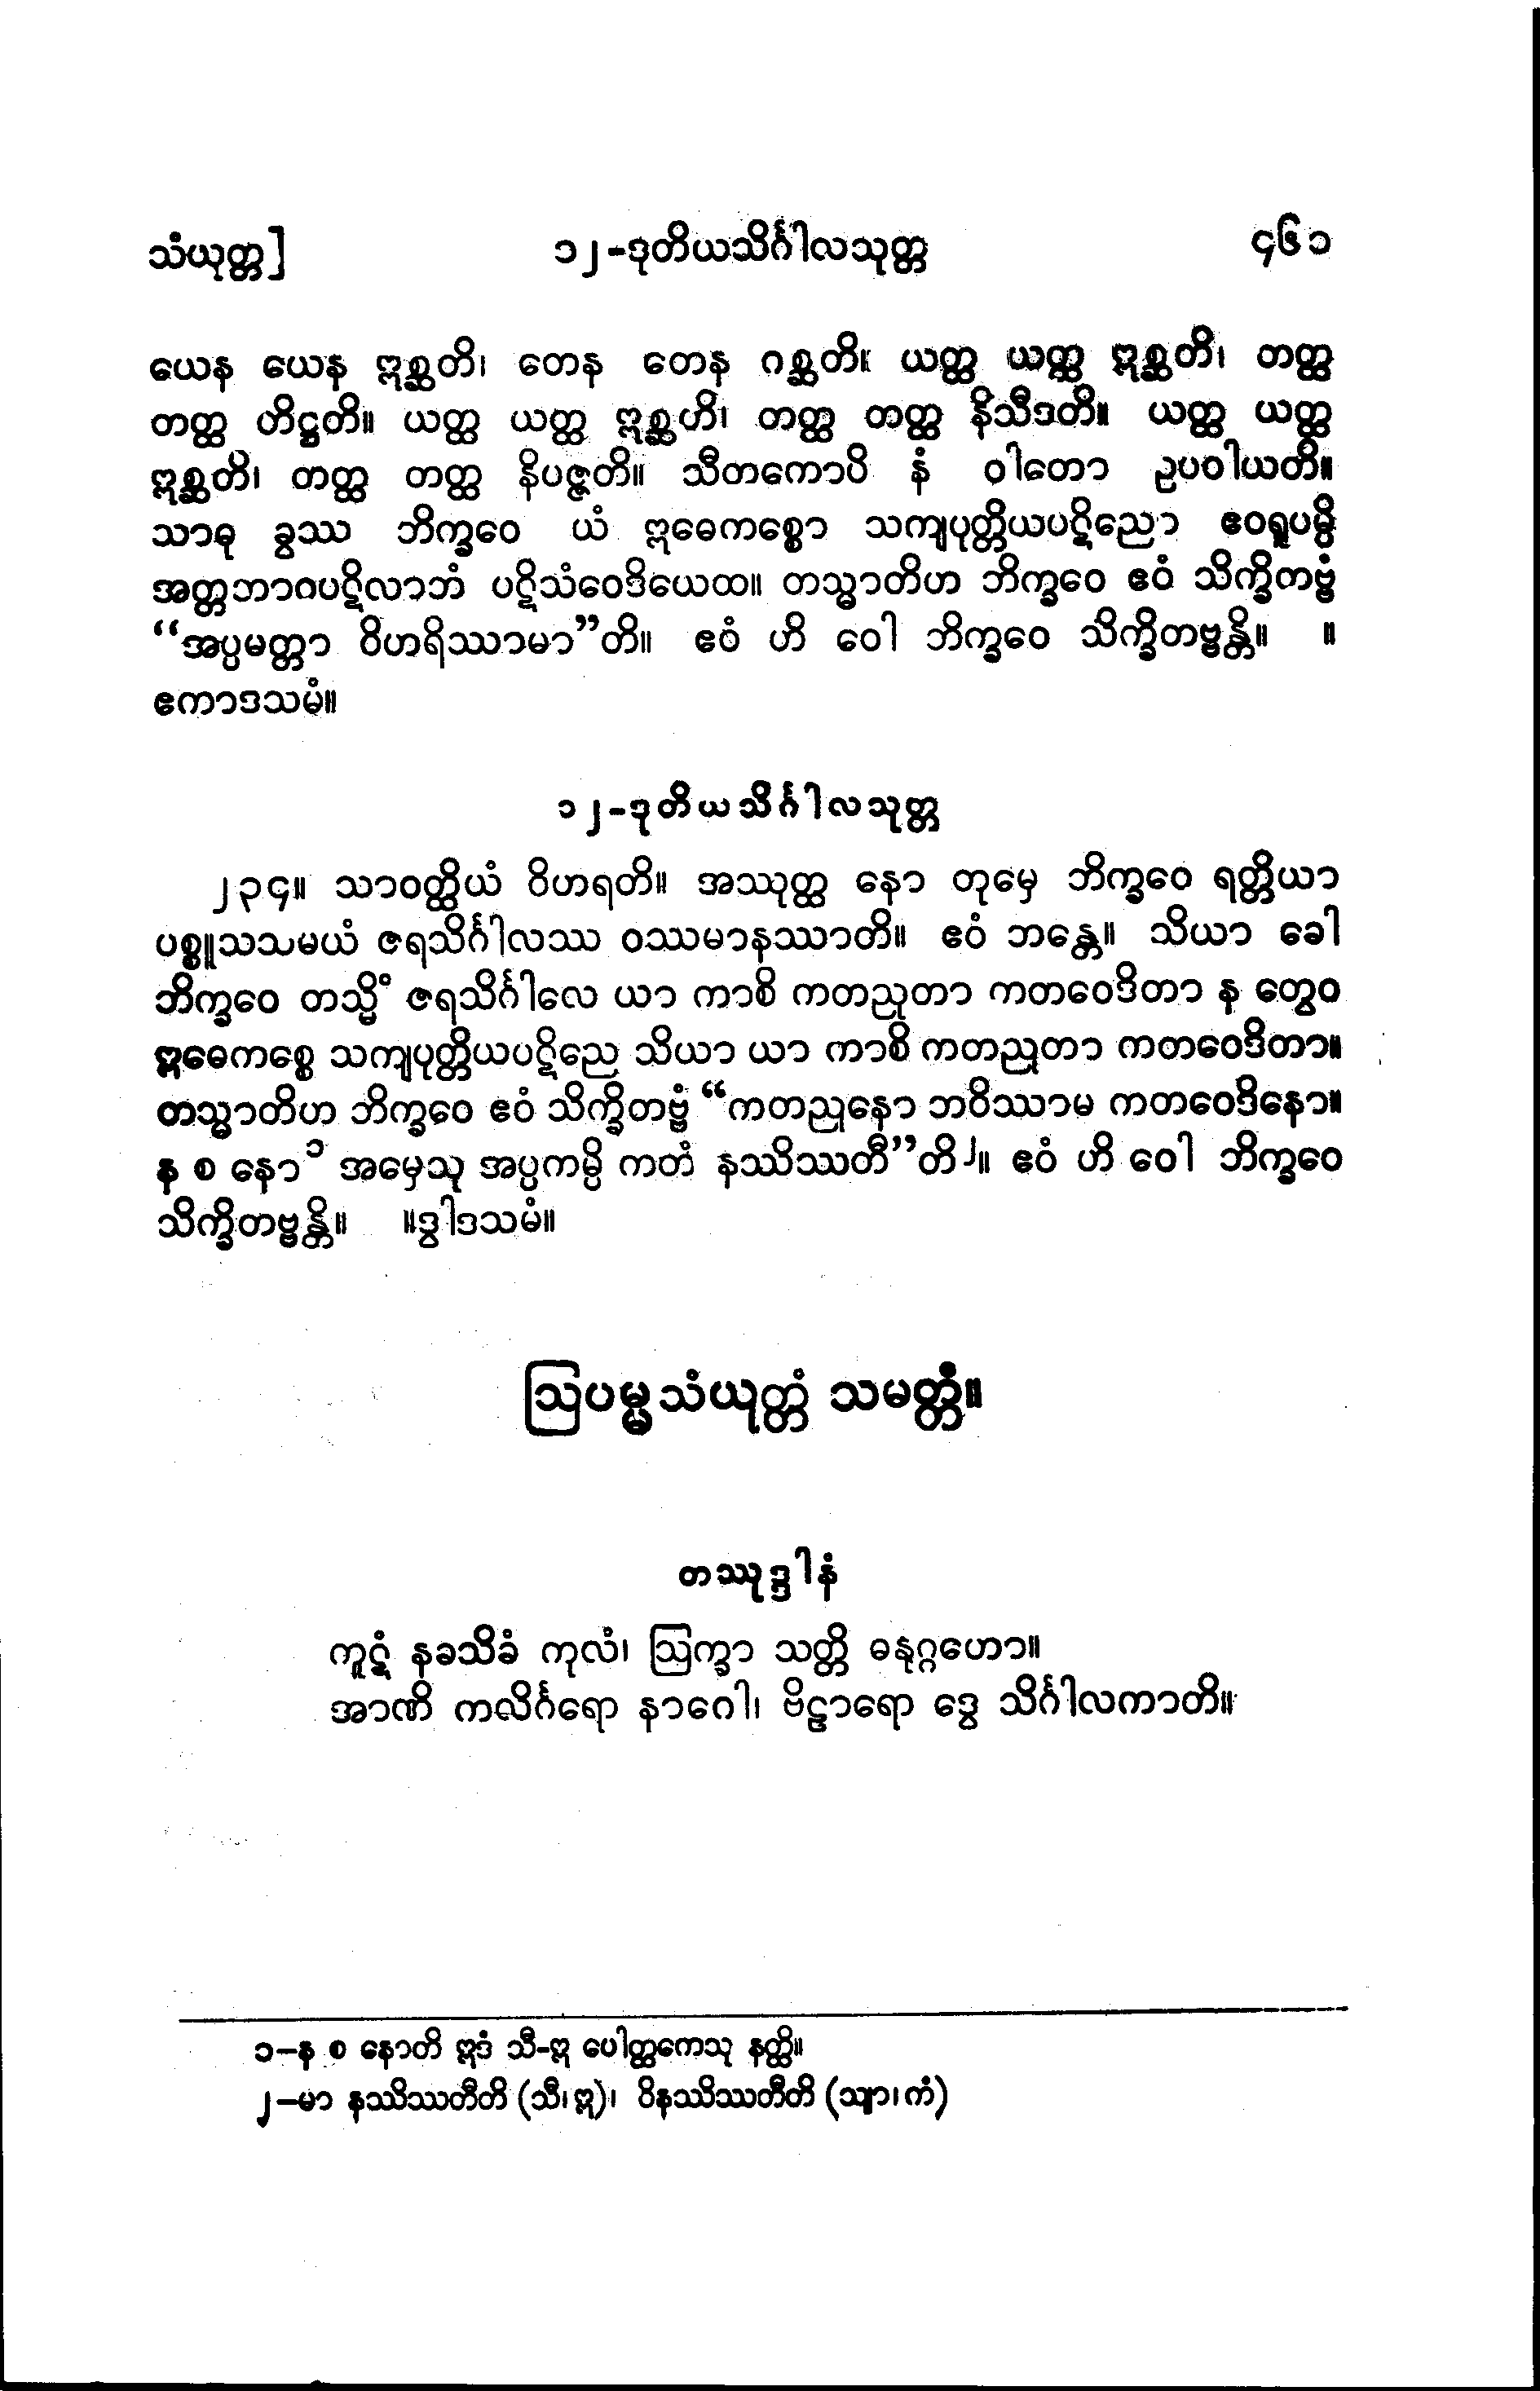 သံယုတ္တ] ၁၂-ဒုတိယသိင်္ဂါလသုတ္တ ၄၆၁
ယေန ယေန ဣစ္ဆတိ၊ တေန တေန ဂစ္ဆတိ။ ယတ္ထ ယတ္ထ ဣစ္ဆတိ၊ တတ္ထ
တတ္ထ တိဋ္ဌတိ။ ယတ္ထ ယတ္ထ ဣစ္ဆတိ၊ တတ္ထ တတ္ထ နိသီဒတိ။ ယတ္ထ ယတ္ထ
ဣစ္ဆတိ၊ တတ္ထ တတ္ထ နိပဇ္ဇတိ။ သီတကောပိ နံ ဝါတော ဥပဝါယတိ။
သာဓု ခွဿ ဘိက္ခဝေ ယံ ဣဓေကစ္စော သကျပုတ္တိယပဋိညော ဧဝရူပမ္ပိ
အတ္တဘာဝပဋိလာဘံ ပဋိသံဝေဒိယေထ။ တသ္မာတိဟ ဘိက္ခဝေ ဧဝံ သိက္ခိတဗ္ဗံ
“အပ္ပမတ္တာ ဝိဟရိဿာမာ”တိ။ ဧဝံ ဟိ ဝေါ ဘိက္ခဝေ သိက္ခိတဗ္ဗန္တိ။ ။
ဧကာဒသမံ။
၁၂-ဒုတိယသိင်္ဂါလသုတ္တ
၂၃၄။ သာဝတ္ထိယံ ဝိဟရတိ။ အဿုတ္ထ နော တုမှေ ဘိက္ခဝေ ရတ္တိယာ
ပစ္စူသသမယံ ဇရသိင်္ဂါလဿ ဝဿမာနဿာတိ။ ဧဝံ ဘန္တေ။ သိယာ ခေါ
ဘိက္ခဝေ တသ္မိံ ဇရသိင်္ဂါလေ ယာ ကာစိ ကတညုတာ ကတဝေဒိတာ န တွေဝ
ဣဓေကစ္စေ သကျပုတ္တိယပဋိညေ သိယာ ယာ ကာစိ ကတညုတာ ကတဝေဒိတာ။
တသ္မာတိဟ ဘိက္ခဝေ ဧဝံ သိက္ခိတဗ္ဗံ “ကတညုနော ဘဝိဿာမ ကတဝေဒိနော။
န စ နော၁ အမှေသု အပ္ပကမ္ပိ ကတံ နဿိဿတီ”တိ၂။ ဧဝံ ဟိ ဝေါ ဘိက္ခဝေ
သိက္ခိတဗ္ဗန္တိ။ ။ဒွါဒသမံ။
ဩပမ္မသံယုတ္တံ သမတ္တံ။
တဿုဒ္ဒါနံ
ကူဋံ နခသိခံ ကုလံ၊ ဩက္ခာ သတ္တိ ဓနုဂ္ဂဟော။
အာဏိ ကလိင်္ဂရော နာဂေါ၊ ဗိဠာရော ဒွေ သိင်္ဂါလကာတိ။
၁–န စ နောတိ ဣဒံ သီ-ဣ ပေါတ္ထကေသု နတ္ထိ။
၂–မာ နဿိဿတီတိ (သီ၊ဣ)၊ ဝိနဿိဿတီတိ (သျာ၊ကံ)